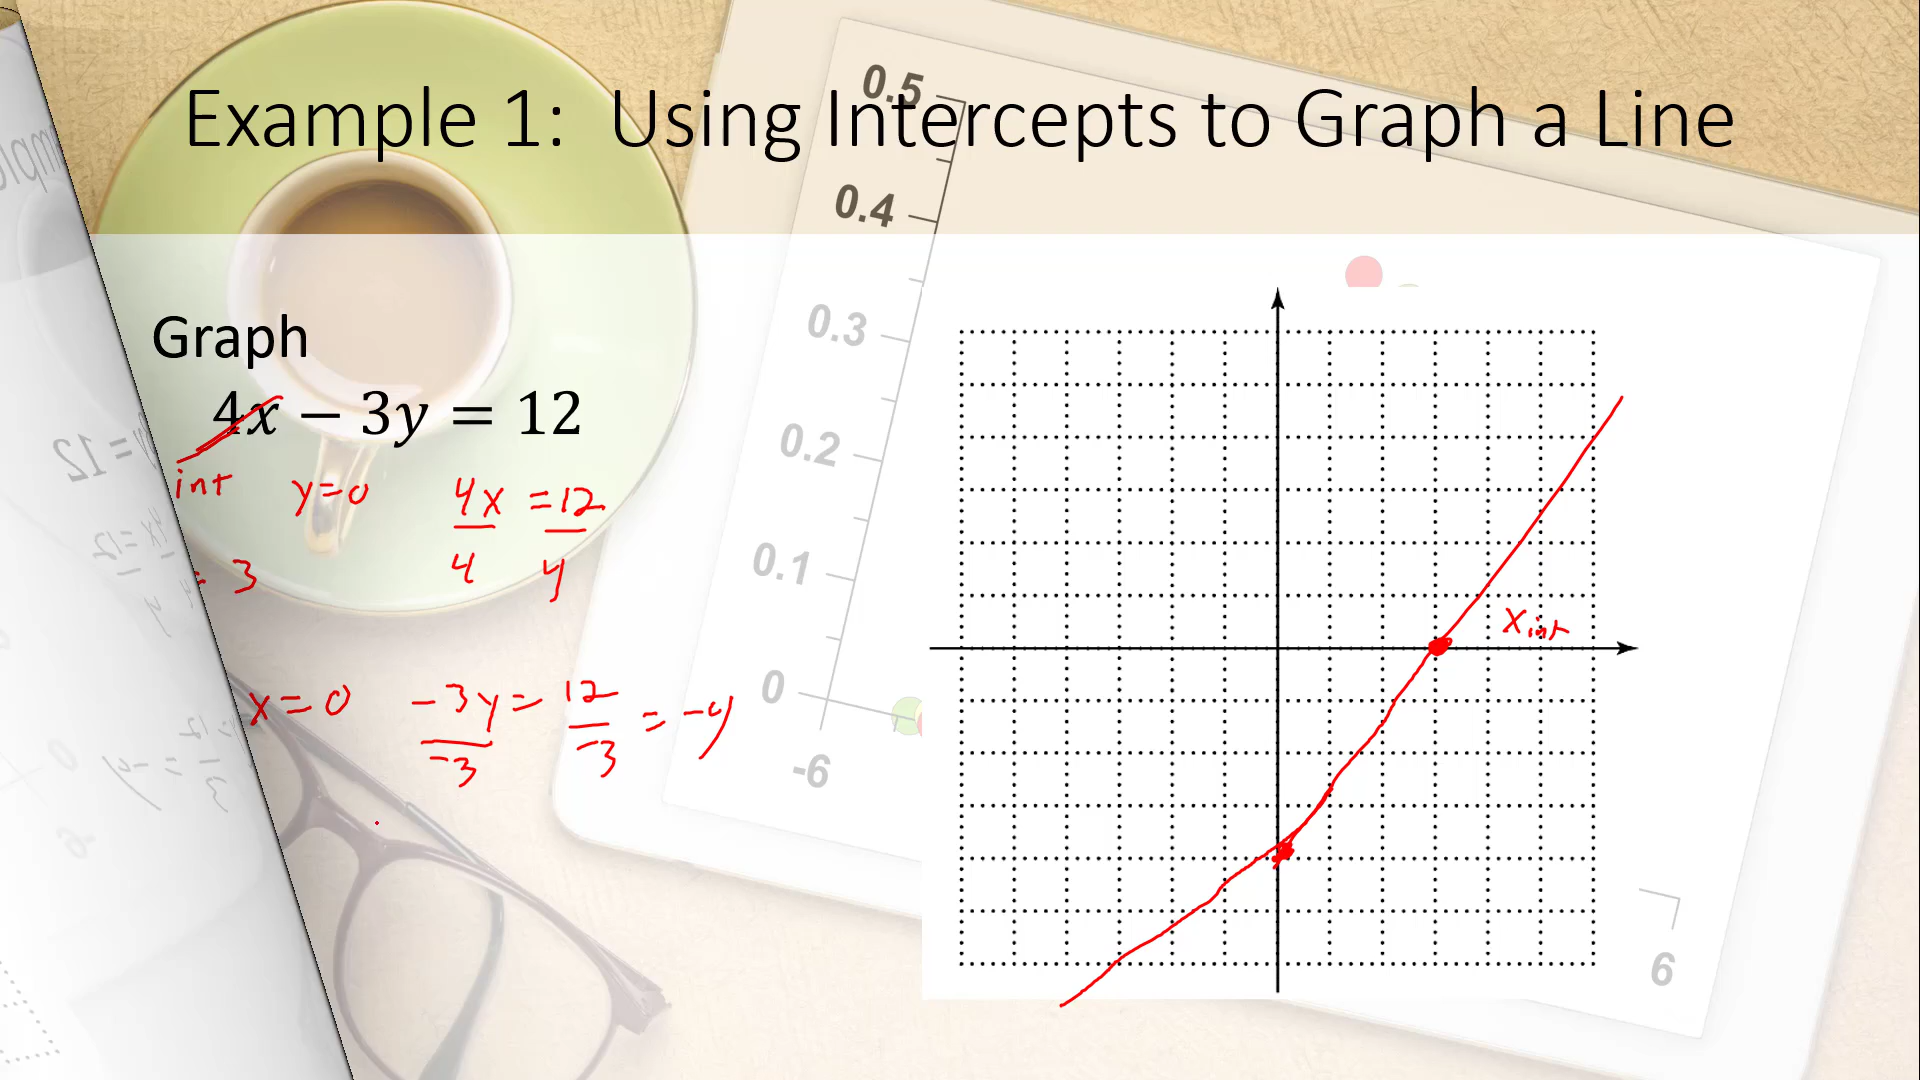 Example 1: Using Intercepts to Graph a Line
Graph
4x − 3y = 12
int y=0 4x = 12
4 4
= 3
x = 0 -3y = 12 = -4
-3 -3
x int
0.5
0.4
0.3
0.2
0.1
0
-6
6